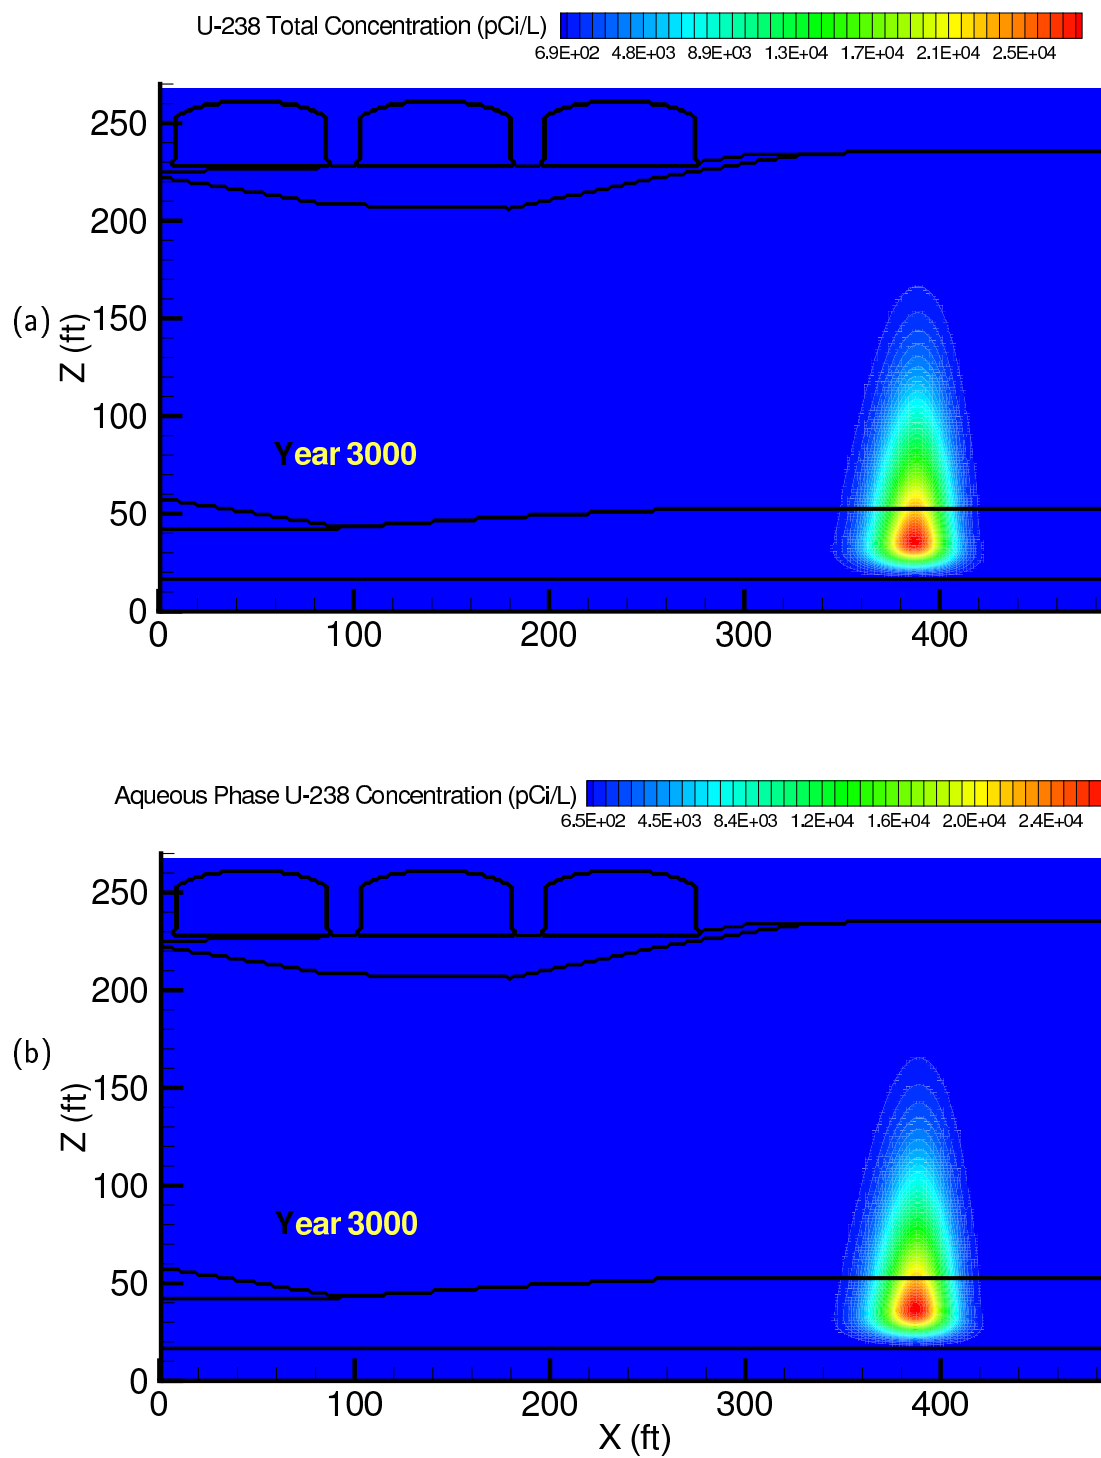 U-238 Total Concentration (pCi/L)
6.9E+02 4.8E+03 8.9E+03 1.3E+04 1.7E+04 2.1E+04 2.5E+04
250
200
(a)
150
Z (ft)
100
Year 3000
50
0
0 100 200 300 400
Aqueous Phase U-238 Concentration (pCi/L)
6.5E+02 4.5E+03 8.4E+03 1.2E+04 1.6E+04 2.0E+04 2.4E+04
250
200
(b)
150
Z (ft)
100
Year 3000
50
0
0 100 200 300 400
X (ft)